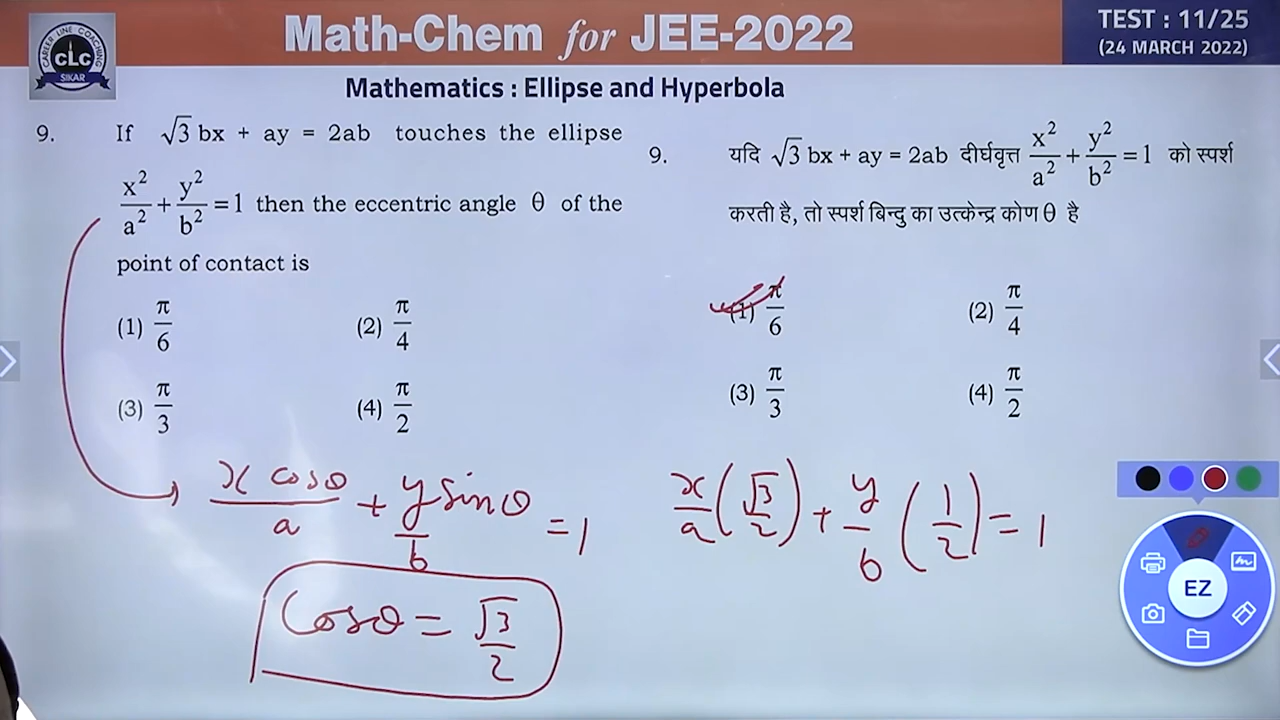 CAREER LINE COACHING
CLC
SIKAR
Math-Chem for JEE-2022
TEST : 11/25
(24 MARCH 2022)
Mathematics : Ellipse and Hyperbola
9. If √3 bx + ay = 2ab touches the ellipse
x²/a² + y²/b² = 1 then the eccentric angle θ of the
point of contact is
(1) π/6 (2) π/4
(3) π/3 (4) π/2
9. यदि √3 bx + ay = 2ab दीर्घवृत्त x²/a² + y²/b² = 1 को स्पर्श
करती है, तो स्पर्श बिन्दु का उत्केन्द्र कोण θ है
(1) π/6 (2) π/4
(3) π/3 (4) π/2
x cosθ/a + y sinθ/b = 1
cosθ = √3/2
x/a (√3/2) + y/b (1/2) = 1
EZ